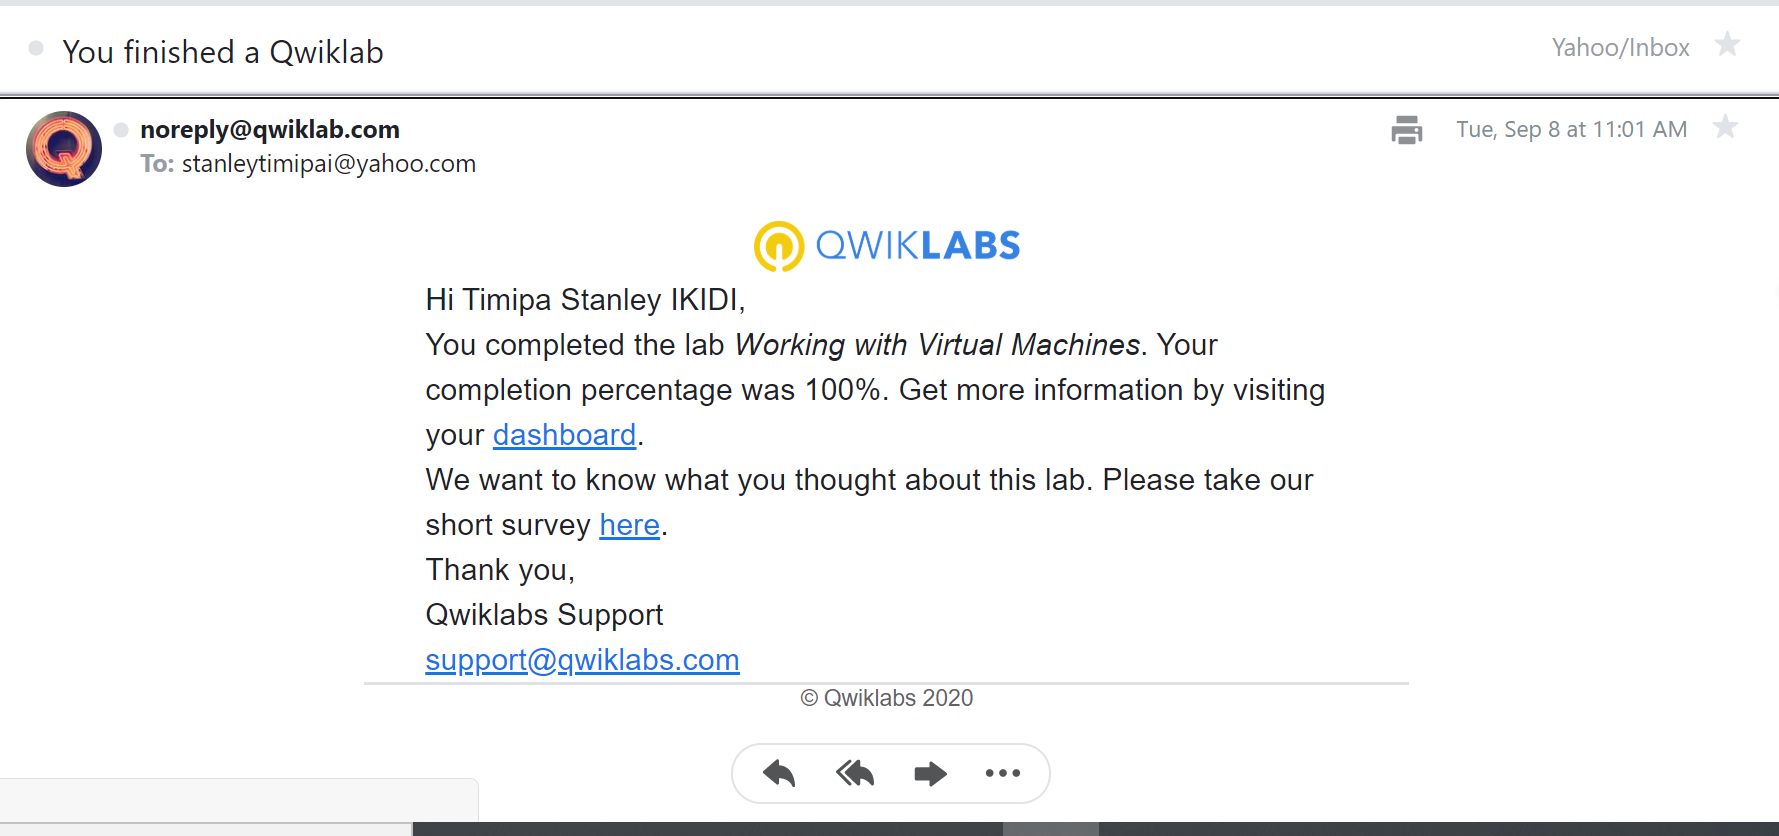 You finished a Qwiklab
Yahoo/Inbox
noreply@qwiklab.com
Tue, Sep 8 at 11:01 AM
To: stanleytimipai@yahoo.com
QWIKLABS
Hi Timipa Stanley IKIDI,
You completed the lab Working with Virtual Machines. Your
completion percentage was 100%. Get more information by visiting
your dashboard.
We want to know what you thought about this lab. Please take our
short survey here.
Thank you,
Qwiklabs Support
support@qwiklabs.com
© Qwiklabs 2020